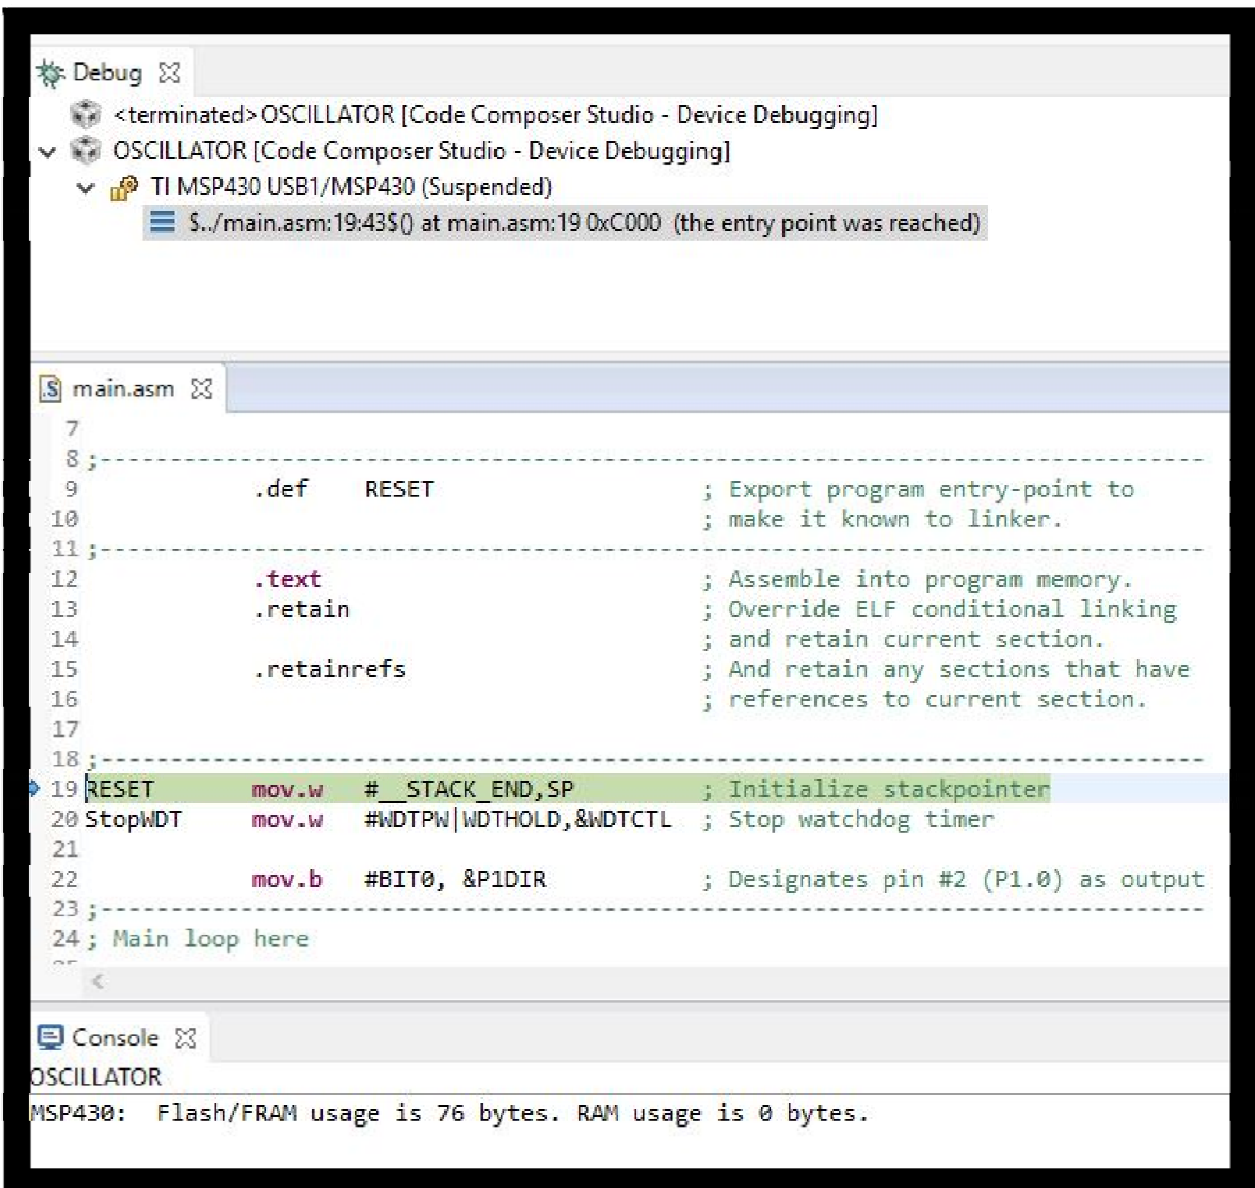 Debug
<terminated>OSCILLATOR [Code Composer Studio - Device Debugging]
OSCILLATOR [Code Composer Studio - Device Debugging]
TI MSP430 USB1/MSP430 (Suspended)
$../main.asm:19:43$() at main.asm:19 0xC000 (the entry point was reached)
main.asm
7
8 ;-------------------------------------------------------------------------------
9 .def RESET ; Export program entry-point to
10 ; make it known to linker.
11 ;-------------------------------------------------------------------------------
12 .text ; Assemble into program memory.
13 .retain ; Override ELF conditional linking
14 ; and retain current section.
15 .retainrefs ; And retain any sections that have
16 ; references to current section.
17
18 ;-------------------------------------------------------------------------------
19 RESET mov.w #__STACK_END,SP ; Initialize stackpointer
20 StopWDT mov.w #WDTPW|WDTHOLD,&WDTCTL ; Stop watchdog timer
21
22 mov.b #BIT0, &P1DIR ; Designates pin #2 (P1.0) as output
23 ;-------------------------------------------------------------------------------
24 ; Main loop here
Console
OSCILLATOR
MSP430: Flash/FRAM usage is 76 bytes. RAM usage is 0 bytes.